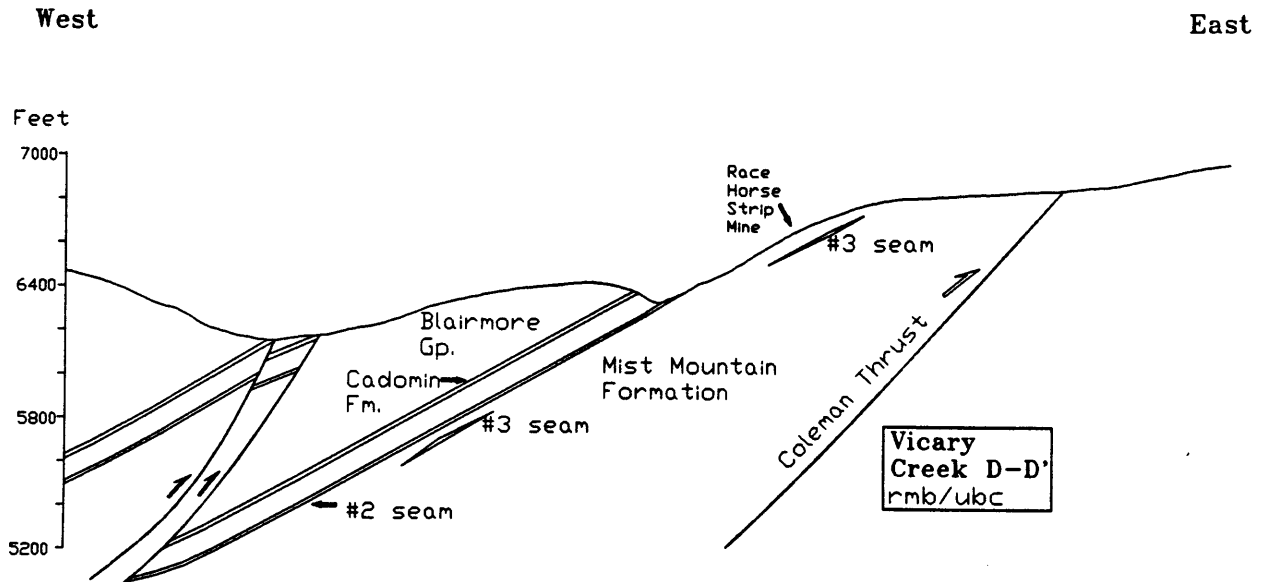 West
East
Feet
7000
6400
5800
5200
Race
Horse
Strip
Mine
#3 seam
Blairmore
Gp.
Cadomin
Fm.
Mist Mountain
Formation
#3 seam
#2 seam
Coleman Thrust
Vicary
Creek D-D'
rmb/ubc